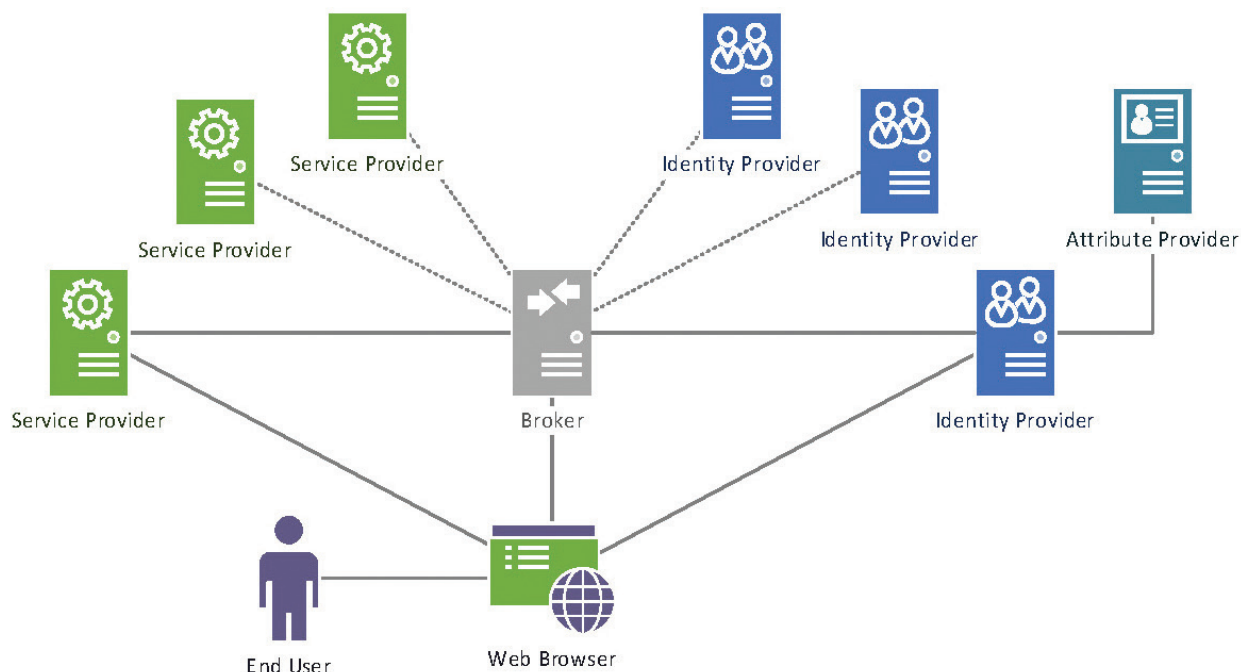 Service Provider
Identity Provider
Service Provider
Identity Provider
Attribute Provider
Service Provider
Broker
Identity Provider
End User
Web Browser